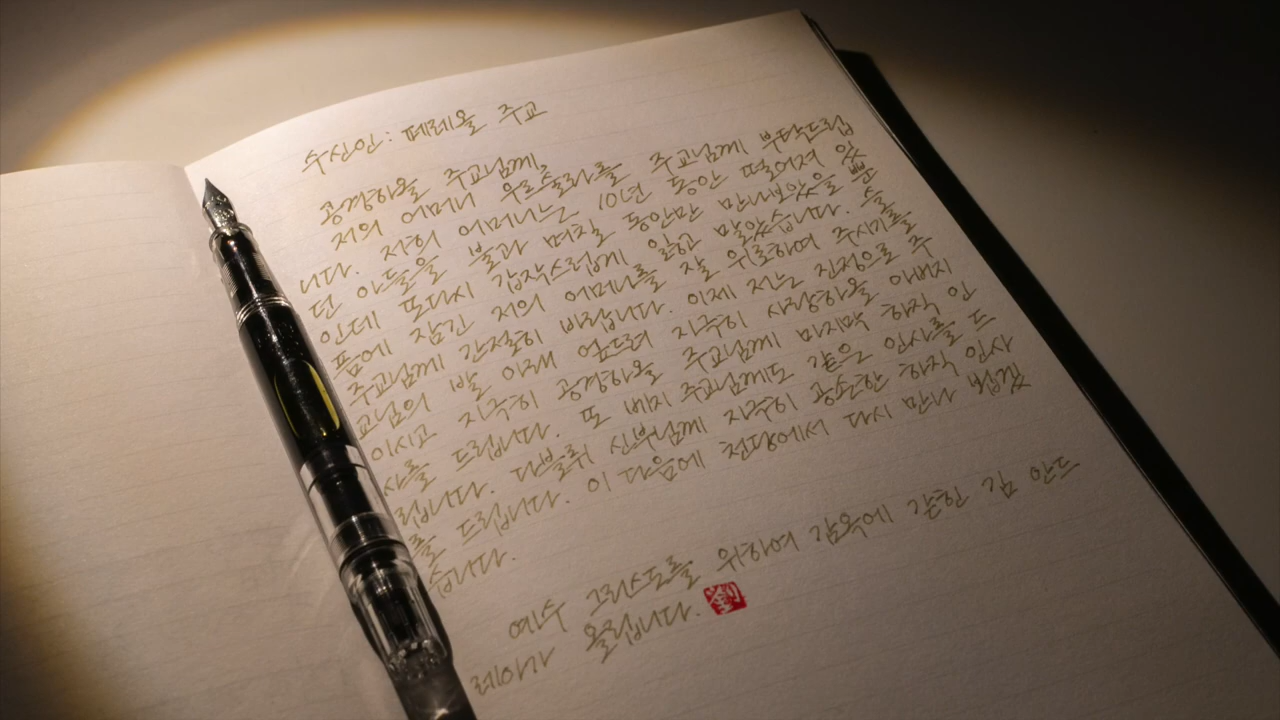 수신인: 페레올 주교
공경하올 주교님께.
저의 어머니 우르술라를 주교님께 부탁드립
니다. 저희 어머니는 10년 동안 떨어져 있
던 아들을 불과 며칠 동안만 만나보았을 뿐
인데 또다시 갑작스럽게 잃고 말았습니다. 슬
픔에 잠긴 저의 어머니를 잘 위로하여 주시기를
주교님께 간절히 바랍니다. 이제 저는 진정으로 주
교님의 발 아래 엎드려 지극히 사랑하올 아버지
이시고 지극히 공경하올 주교님께 마지막 하직 인
사를 드립니다. 또 베지 주교님께도 같은 인사를 드
립니다. 다블뤼 신부님께 지극히 공손한 하직 인사
를 드립니다. 이 다음에 천당에서 다시 만나 뵙겠
습니다.
예수 그리스도를 위하여 감옥에 갇힌 김 안드
레아가 올립니다.
劉